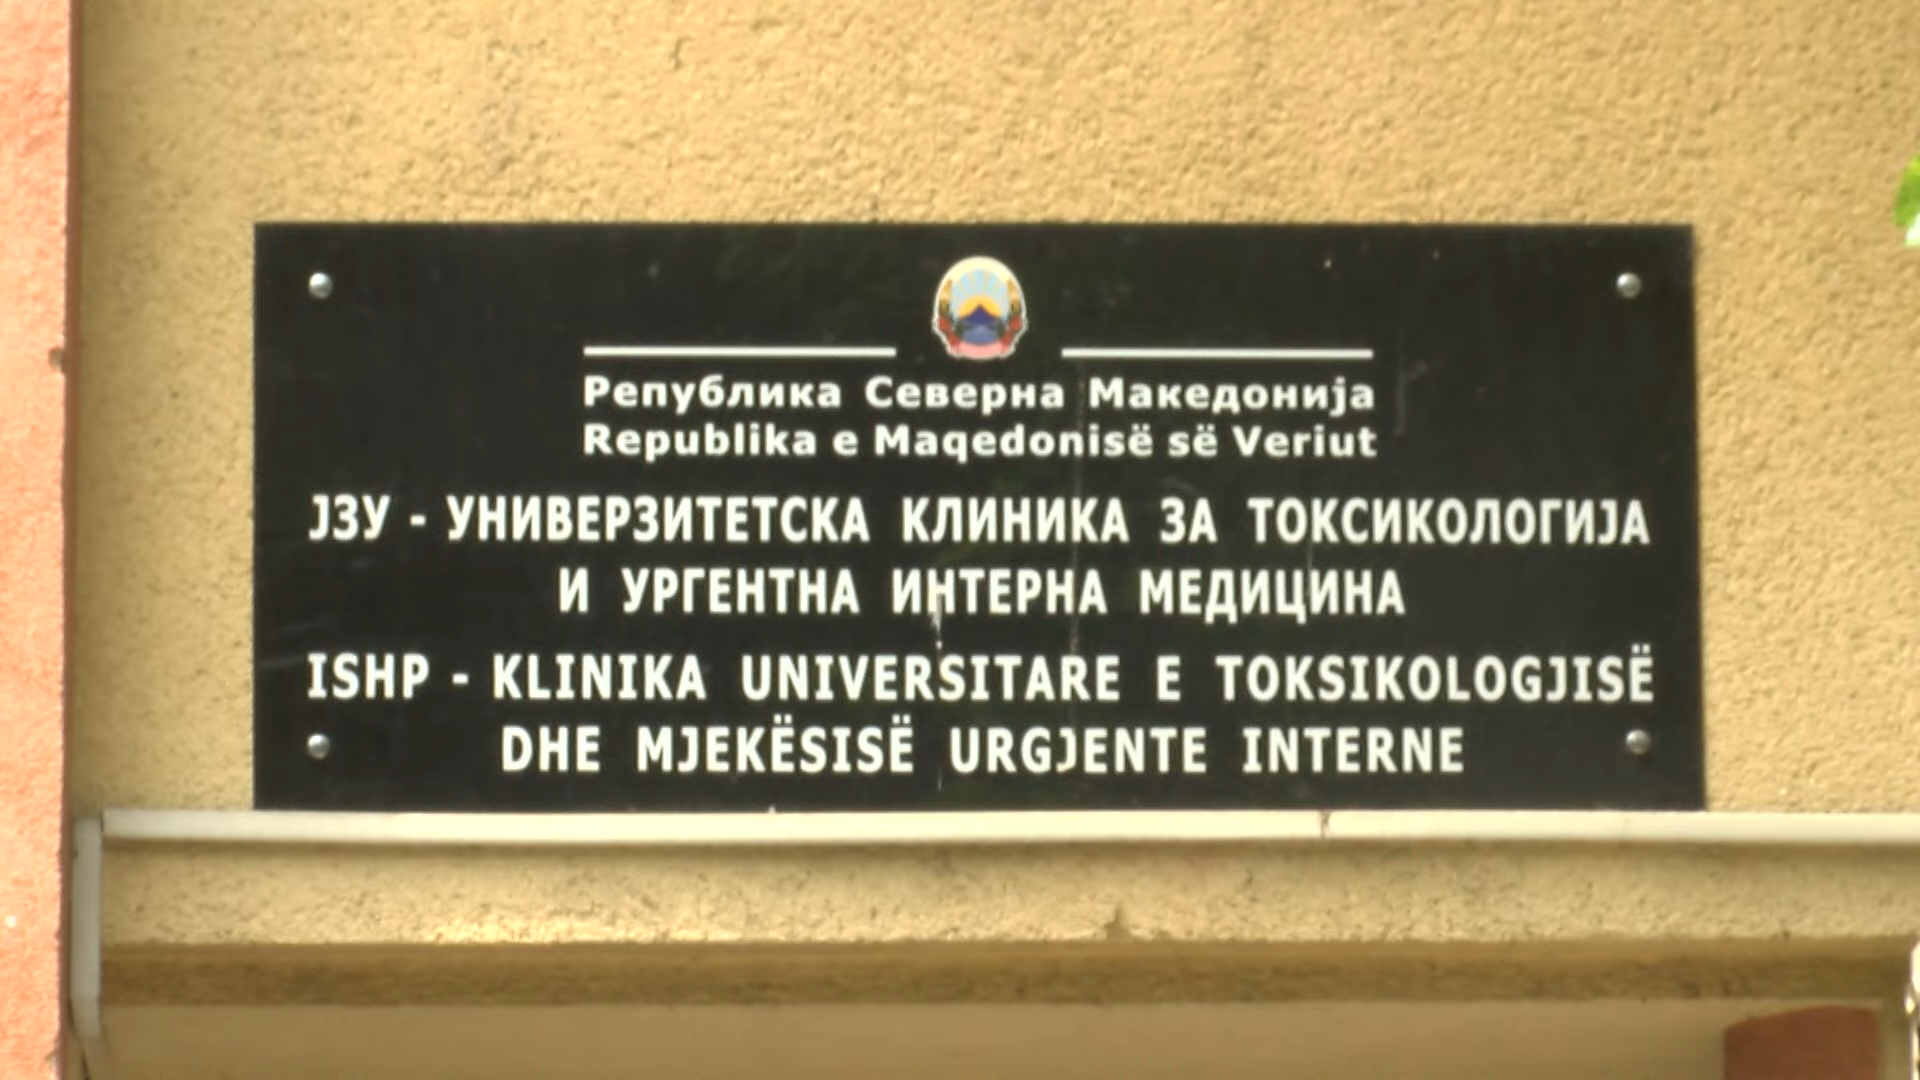 Република Северна Македонија
Republika e Maqedonisë së Veriut
ЈЗУ - УНИВЕРЗИТЕТСКА КЛИНИКА ЗА ТОКСИКОЛОГИЈА
И УРГЕНТНА ИНТЕРНА МЕДИЦИНА
ISHP - KLINIKA UNIVERSITARE E TOKSIKOLOGJISË
DHE MJEKËSISË URGJENTE INTERNE